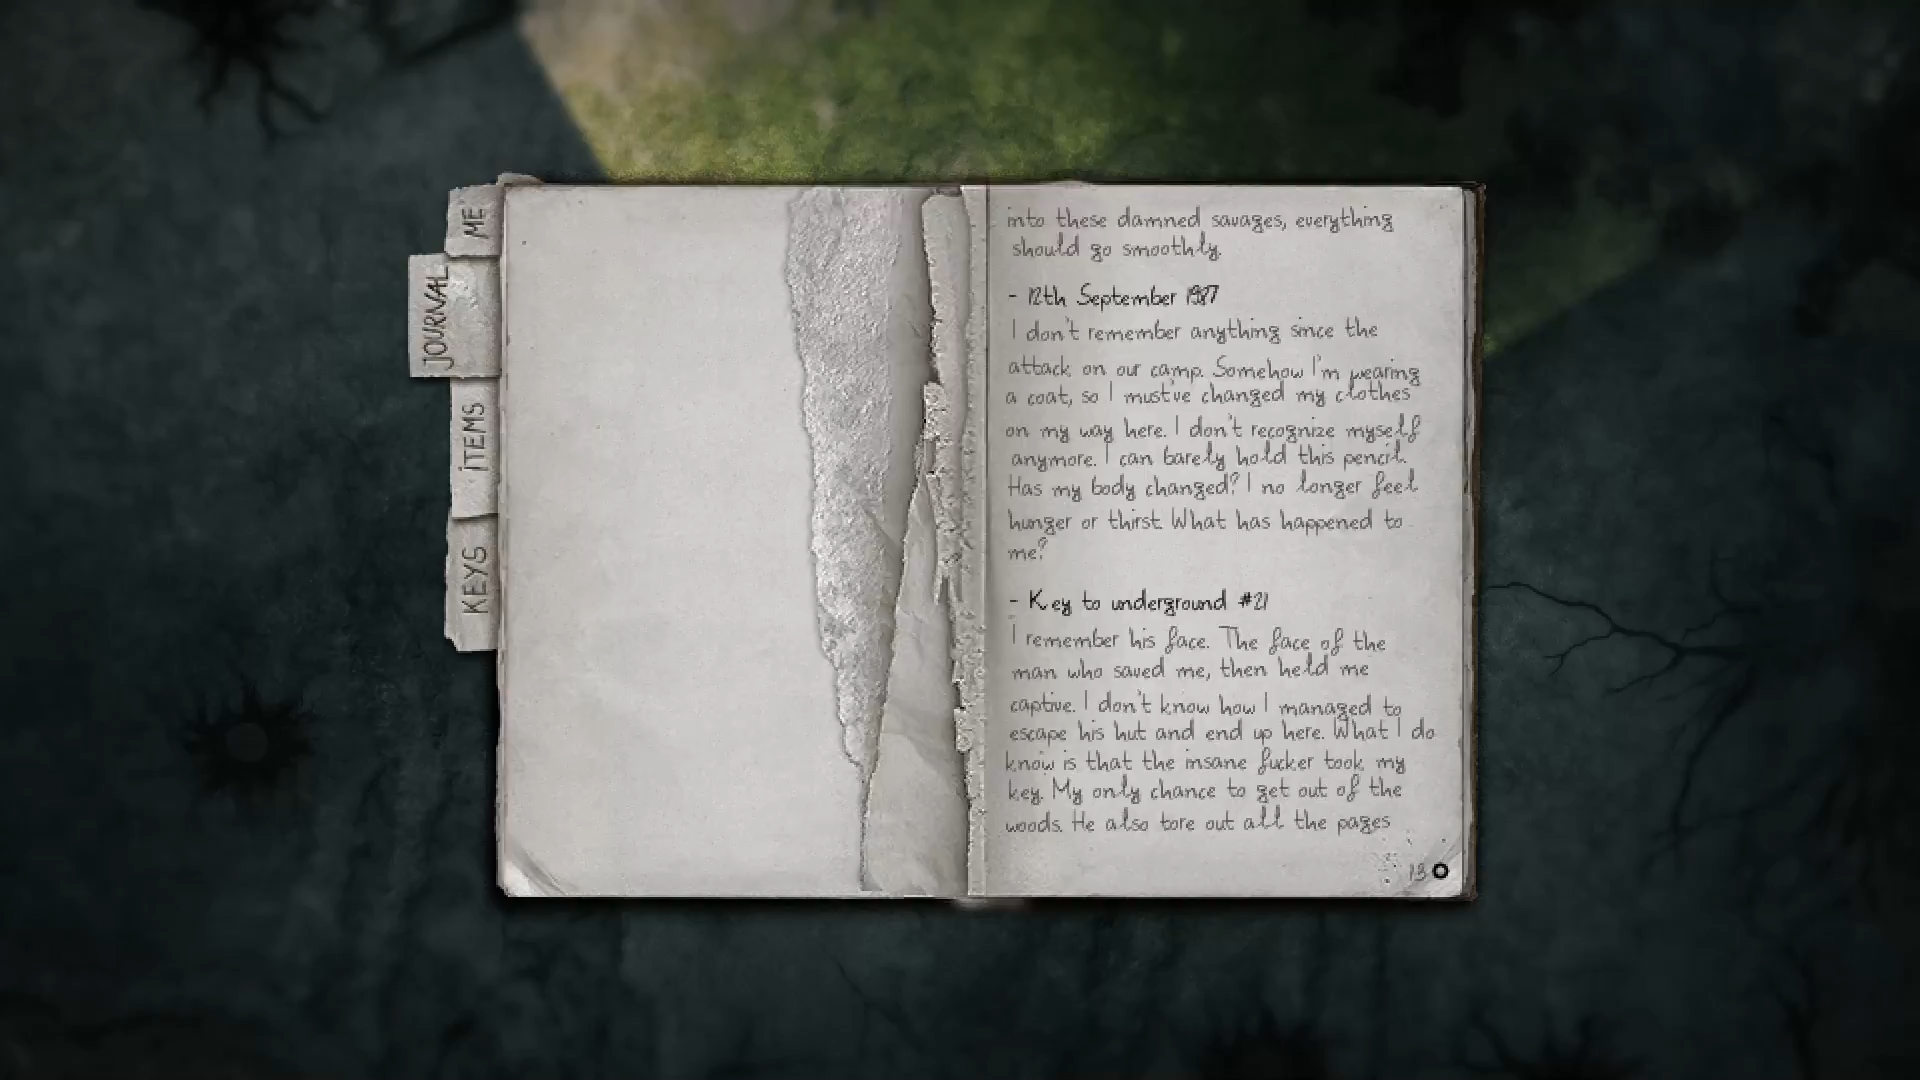 ME
JOURNAL
ITEMS
KEYS
into these damned savages, everything
should go smoothly.
- 12th September 1987
I don't remember anything since the
attack on our camp. Somehow I'm wearing
a coat, so I must've changed my clothes
on my way here. I don't recognize myself
anymore. I can barely hold this pencil.
Has my body changed? I no longer feel
hunger or thirst. What has happened to
me?
- Key to underground #21
I remember his face. The face of the
man who saved me, then held me
captive. I don't know how I managed to
escape his hut and end up here. What I do
know is that the insane fucker took my
key. My only chance to get out of the
woods. He also tore out all the pages
13